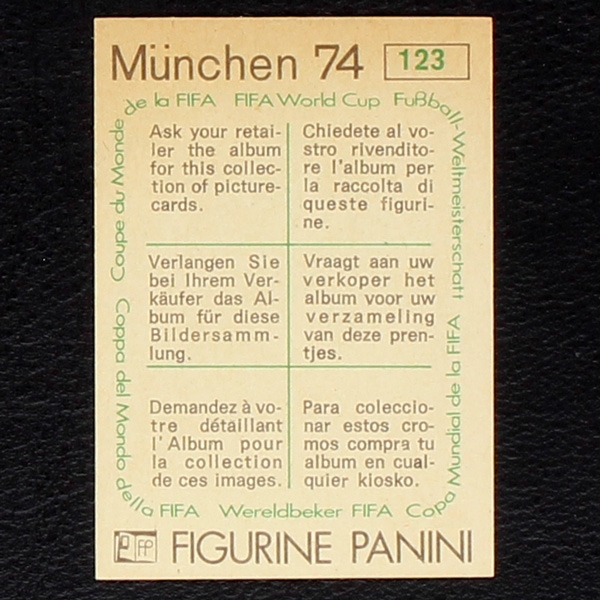 München 74 123
de la FIFA FIFA World Cup Fußball-Weltmeisterschaft
Ask your retai-
ler the album
for this collec-
tion of picture-
cards.
Chiedete al vo-
stro rivendito-
re l'album per
la raccolta di
queste figuri-
ne.
Coupe du Monde
Verlangen Sie
bei Ihrem Ver-
käufer das Al-
bum für diese
Bildersamm-
lung.
Vraagt aan uw
verkoper het
album voor uw
verzameling
van deze pren-
tjes.
Demandez à vo-
tre détaillant
l'Album pour
la collection
de ces images.
Para coleccio-
nar estos cro-
mos compra tu
album en cual-
quier kiosko.
Coppa del Mondo della FIFA
Wereldbeker FIFA
Copa Mundial de la FIFA
FP FIGURINE PANINI